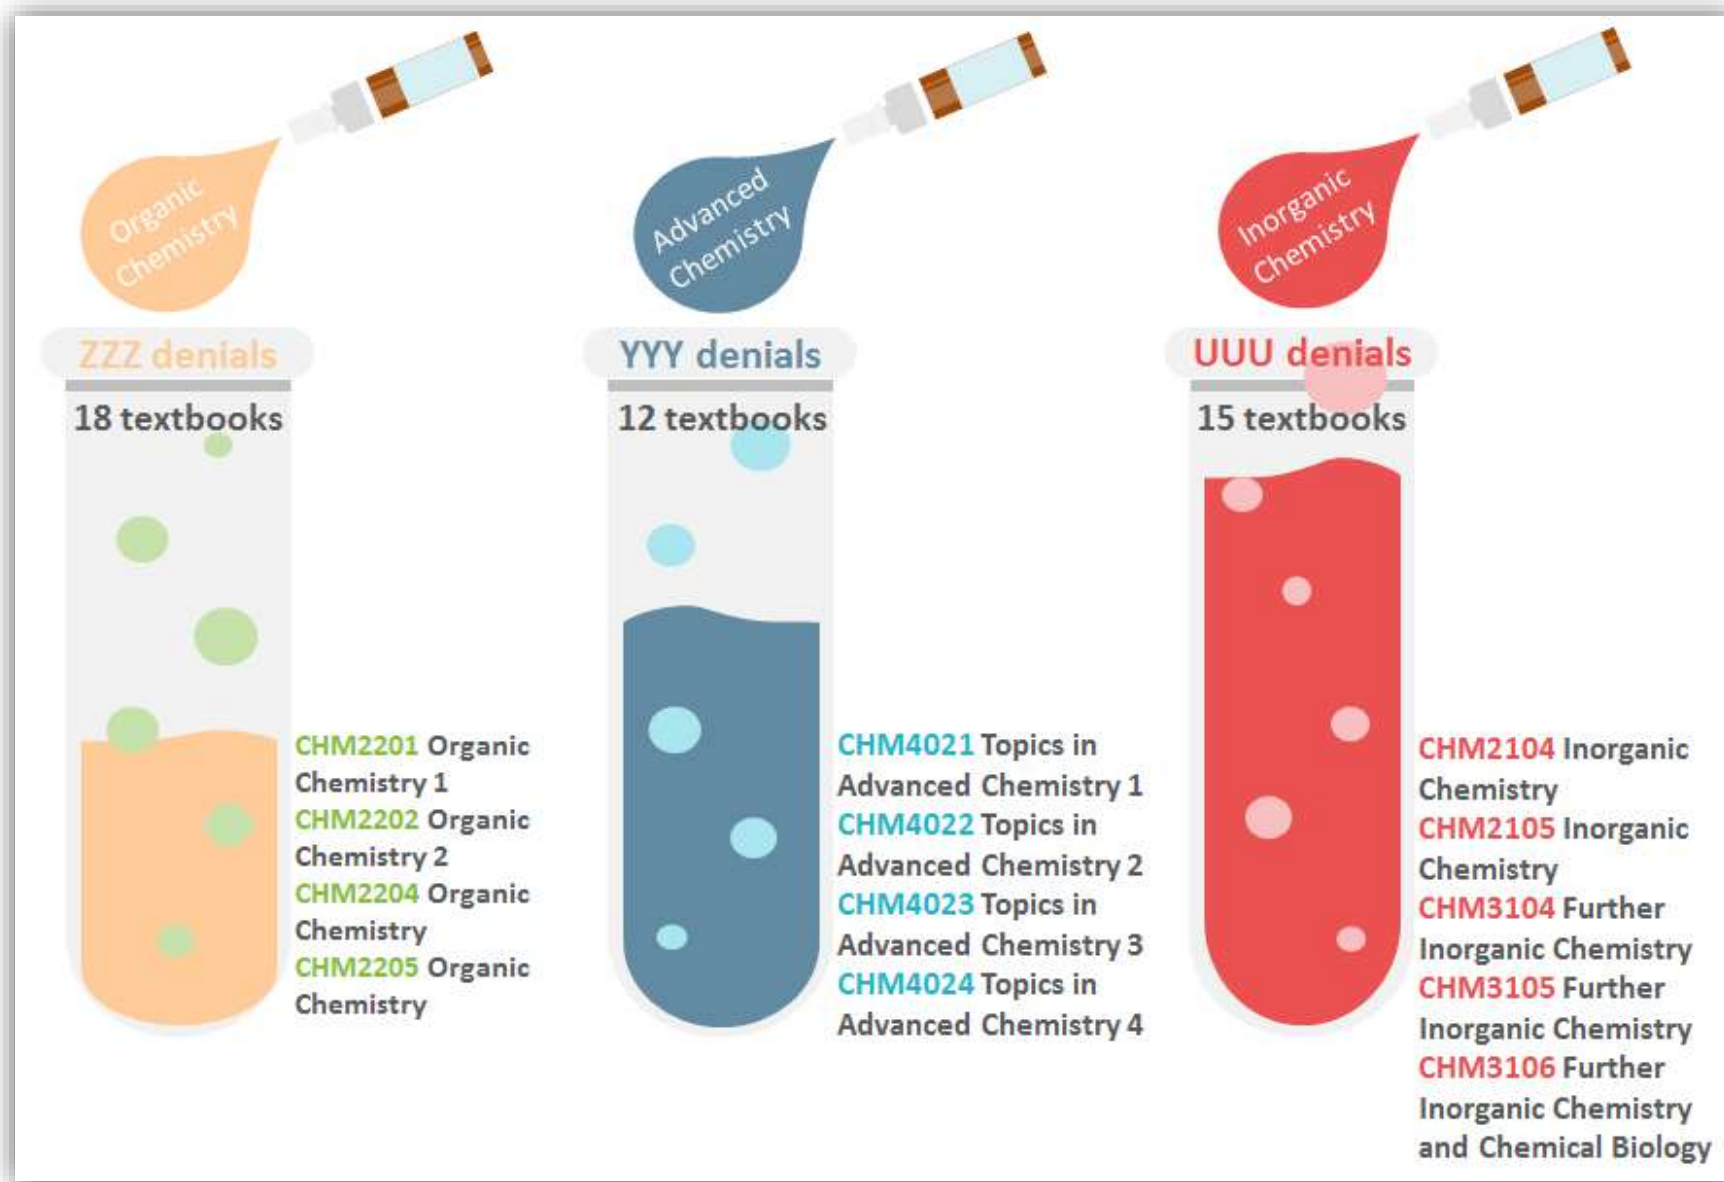 Organic
Chemistry
ZZZ denials
18 textbooks
CHM2201 Organic
Chemistry 1
CHM2202 Organic
Chemistry 2
CHM2204 Organic
Chemistry
CHM2205 Organic
Chemistry
Advanced
Chemistry
YYY denials
12 textbooks
CHM4021 Topics in
Advanced Chemistry 1
CHM4022 Topics in
Advanced Chemistry 2
CHM4023 Topics in
Advanced Chemistry 3
CHM4024 Topics in
Advanced Chemistry 4
Inorganic
Chemistry
UUU denials
15 textbooks
CHM2104 Inorganic
Chemistry
CHM2105 Inorganic
Chemistry
CHM3104 Further
Inorganic Chemistry
CHM3105 Further
Inorganic Chemistry
CHM3106 Further
Inorganic Chemistry
and Chemical Biology